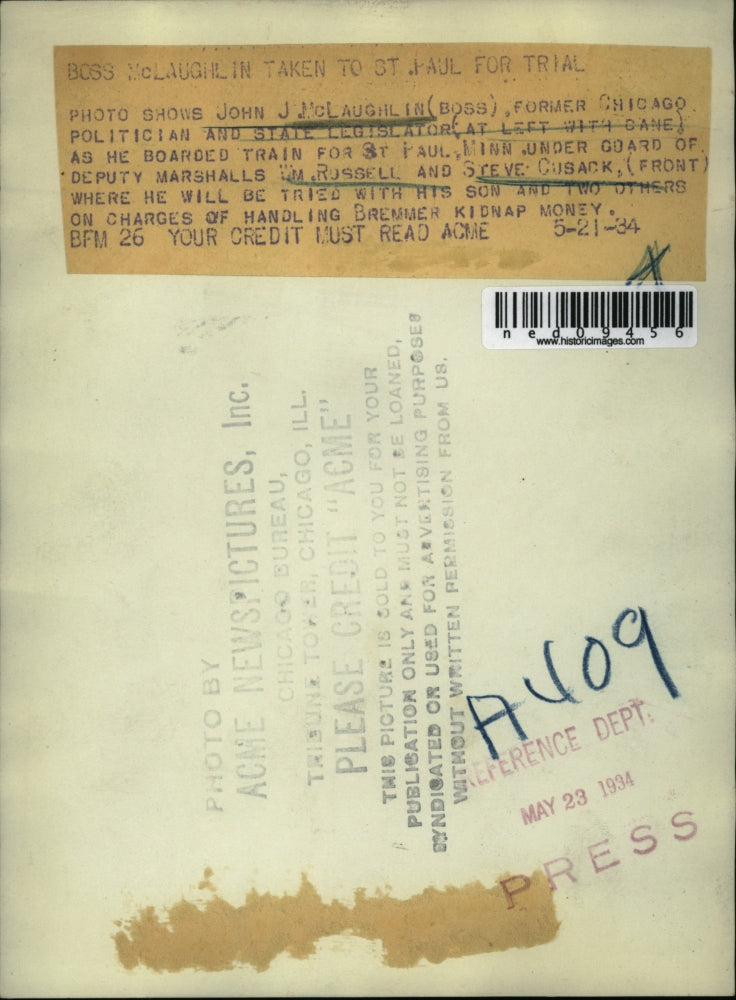 BOSS McLAUGHLIN TAKEN TO ST.PAUL FOR TRIAL
PHOTO SHOWS JOHN J McLAUGHLIN(BOSS),FORMER CHICAGO
POLITICIAN AND STATE LEGISLATOR(AT LEFT WITH CANE)
AS HE BOARDED TRAIN FOR ST PAUL,MINN.UNDER GUARD OF
DEPUTY MARSHALLS WM.RUSSELL AND STEVE CUSACK,(FRONT)
WHERE HE WILL BE TRIED WITH HIS SON AND TWO OTHERS
ON CHARGES OF HANDLING BREMMER KIDNAP MONEY.
BFM 26 YOUR CREDIT MUST READ ACME 5-21-34
ned09456
www.historicimages.com
PHOTO BY
ACME NEWSPICTURES, Inc.
CHICAGO BUREAU,
TRIBUNE TOWER, CHICAGO, ILL.
PLEASE CREDIT "ACME"
THIS PICTURE IS SOLD TO YOU FOR YOUR
PUBLICATION ONLY AND MUST NOT BE LOANED,
SYNDICATED OR USED FOR ADVERTISING PURPOSES
WITHOUT WRITTEN PERMISSION FROM US.
REFERENCE DEPT.
MAY 23 1934
PRESS